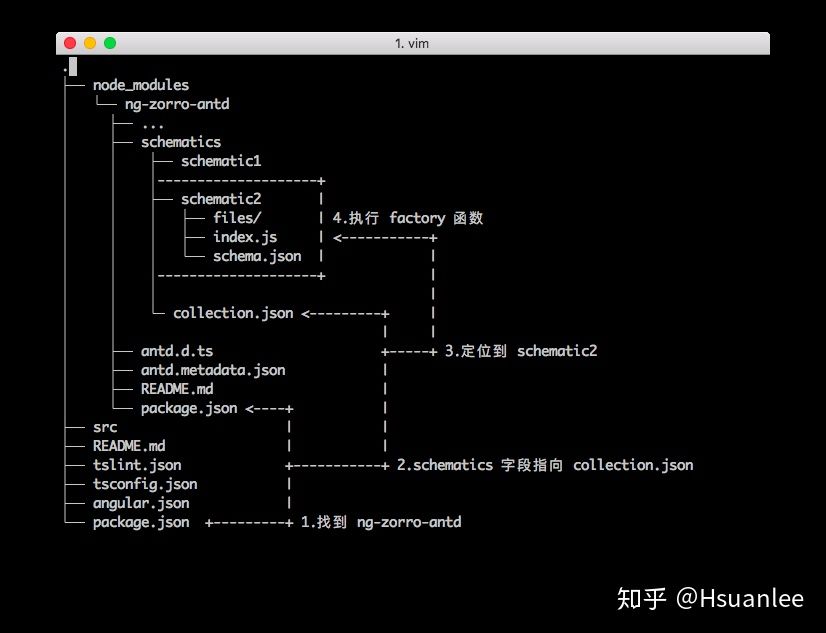 1. vim
.
├── node_modules
│   └── ng-zorro-antd
│       ├── ...
│       ├── schematics
│       │    ├── schematic1
│       │    │--------------------+
│       │    ├── schematic2       |
│       │    │   ├── files/       | 4.执行 factory 函数
│       │    │   ├── index.js     | <-----------+
│       │    │   └── schema.json  |             |
│       │    │--------------------+             |
│       │    │                                  |
│       │    └─ collection.json <---------+     |
│       │                                 |     |
│       ├── antd.d.ts                     +-----+ 3.定位到 schematic2
│       ├── antd.metadata.json            |
│       ├── README.md                     |
│       └── package.json <----+           |
├── src                       |           |
├── README.md                 |           |
├── tslint.json               +-----------+ 2.schematics 字段指向 collection.json
├── tsconfig.json             |
├── angular.json              |
└── package.json  +---------+ 1.找到 ng-zorro-antd
知乎 @Hsuanlee